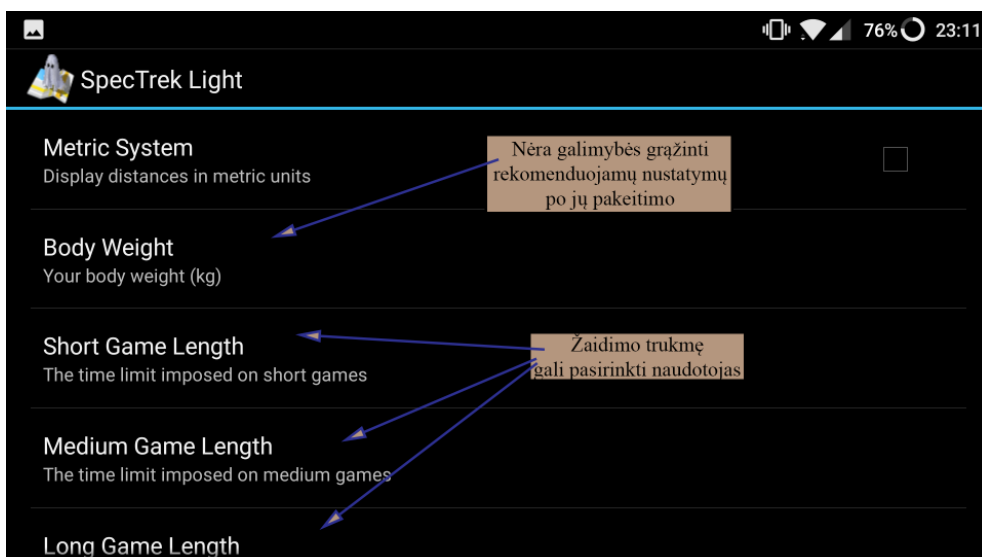 76% 23:11
SpecTrek Light
Metric System
Display distances in metric units
Nėra galimybės grąžinti
rekomenduojamų nustatymų
po jų pakeitimo
Body Weight
Your body weight (kg)
Short Game Length
The time limit imposed on short games
Žaidimo trukmę
gali pasirinkti naudotojas
Medium Game Length
The time limit imposed on medium games
Long Game Length